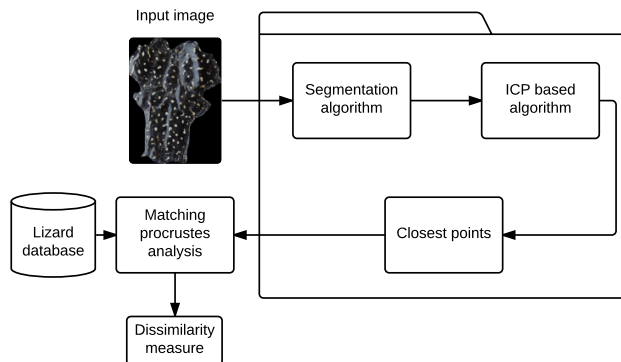 Input image
Segmentation
algorithm
ICP based
algorithm
Closest points
Matching
procrustes
analysis
Lizard
database
Dissimilarity
measure